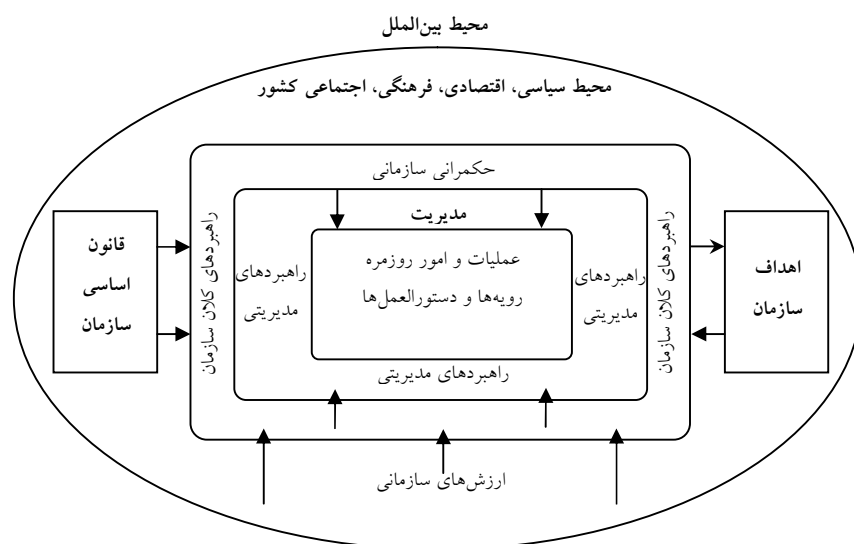 محیط بین‌الملل
محیط سیاسی، اقتصادی، فرهنگی، اجتماعی کشور
حکمرانی سازمانی
مدیریت
عملیات و امور روزمره
رویه‌ها و دستورالعمل‌ها
راهبردهای
مدیریتی
راهبردهای
مدیریتی
راهبردهای مدیریتی
راهبردهای کلان سازمان
راهبردهای کلان سازمان
اهداف
سازمان
قانون
اساسی
سازمان
ارزش‌های سازمانی